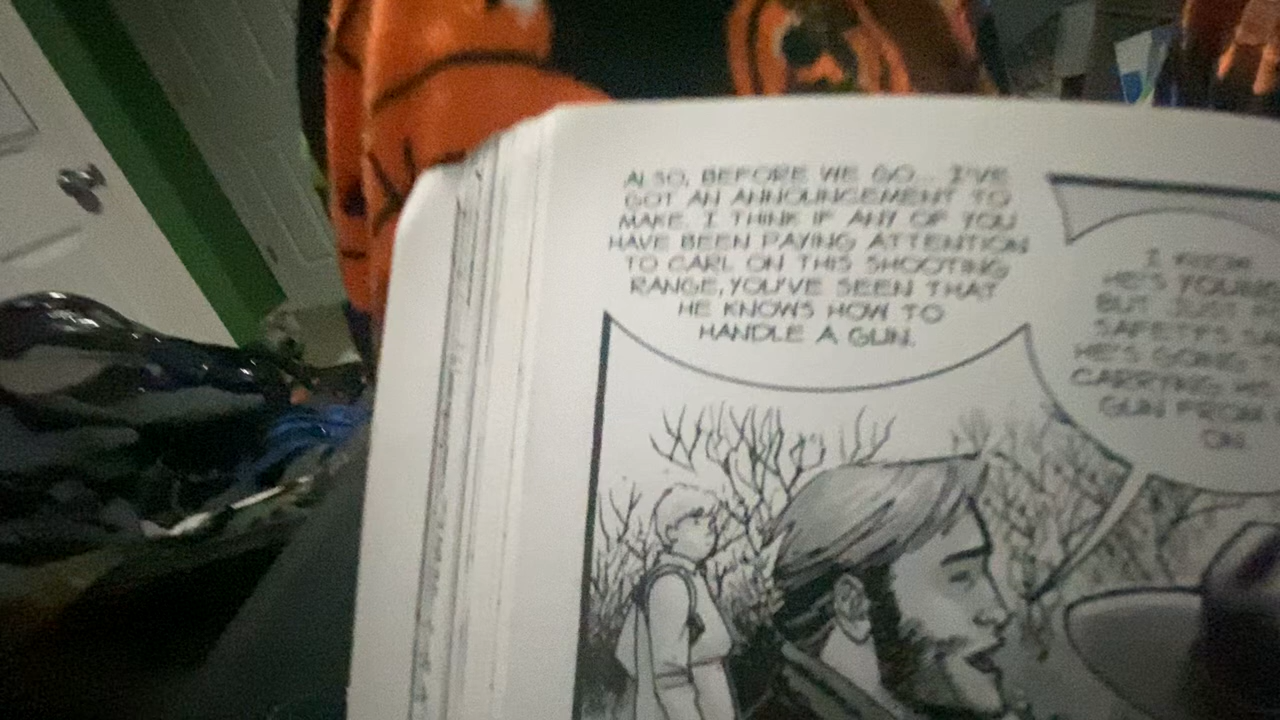 ALSO, BEFORE WE GO... I'VE
GOT AN ANNOUNCEMENT TO
MAKE. I THINK IF ANY OF YOU
HAVE BEEN PAYING ATTENTION
TO CARL ON THIS SHOOTING
RANGE, YOU'VE SEEN THAT
HE KNOWS HOW TO
HANDLE A GUN.
I KNOW
HE'S YOUNG
BUT JUST
SAFETY'S
HE'S GOING
CARRYING
GUN FROM
ON.